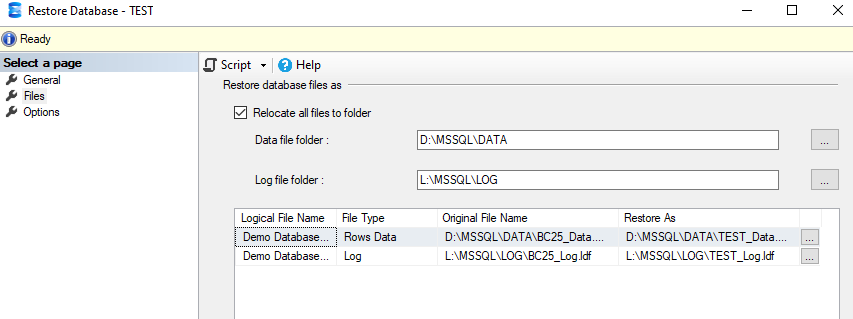 Restore Database - TEST
Ready
Select a page
General
Files
Options
Script Help
Restore database files as
Relocate all files to folder
Data file folder : D:\MSSQL\DATA ...
Log file folder : L:\MSSQL\LOG ...
Logical File Name File Type Original File Name Restore As
Demo Database... Rows Data D:\MSSQL\DATA\BC25_Data.... D:\MSSQL\DATA\TEST_Data.... ...
Demo Database... Log L:\MSSQL\LOG\BC25_Log.ldf L:\MSSQL\LOG\TEST_Log.ldf ...